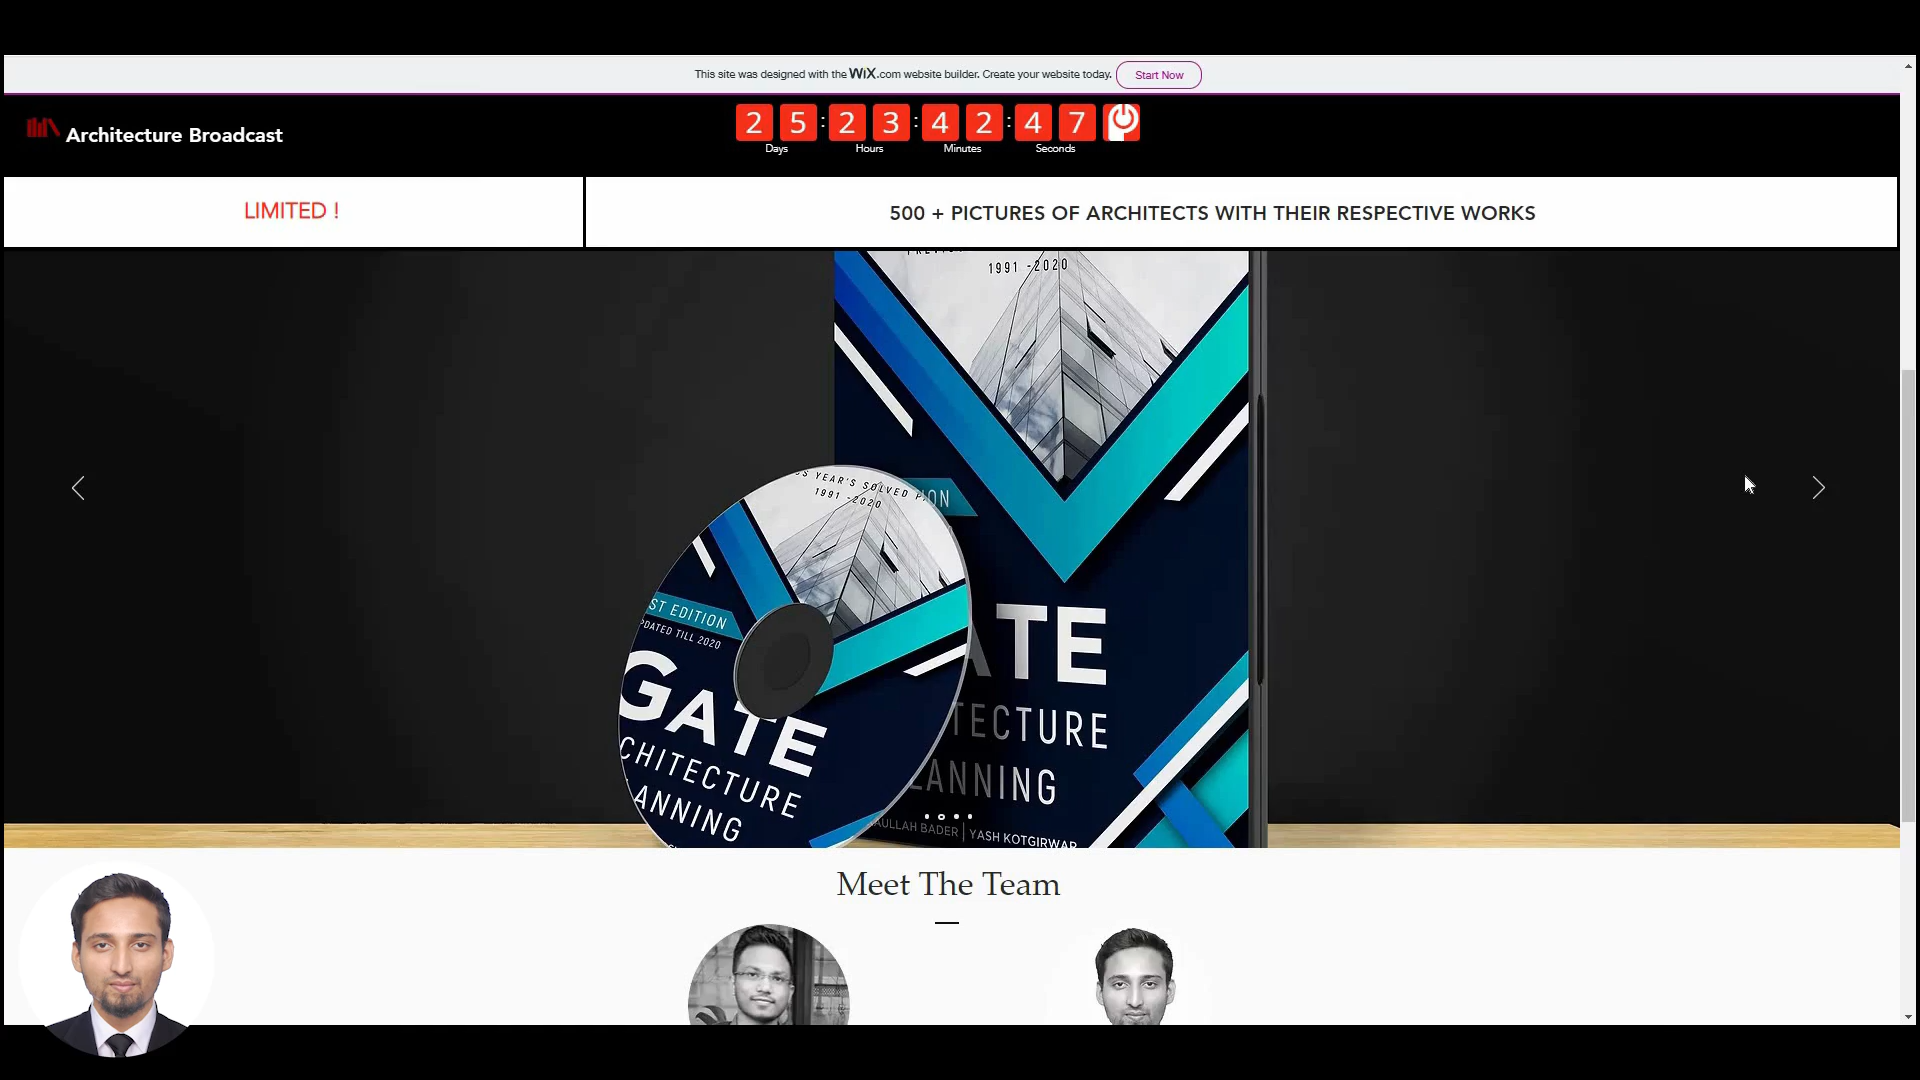 This site was designed with the WiX.com website builder. Create your website today. Start Now
Architecture Broadcast
2 5 : 2 3 : 4 2 : 4 7
Days Hours Minutes Seconds
LIMITED !
500 + PICTURES OF ARCHITECTS WITH THEIR RESPECTIVE WORKS
1991 -2020
YEAR'S SOLVED
1991 -2020
ST EDITION
DATED TILL 2020
GATE
CHITECTURE
ANNING
ION
ATE
TECTURE
LANNING
AULLAH BADER | YASH KOTGIRWAR
Meet The Team